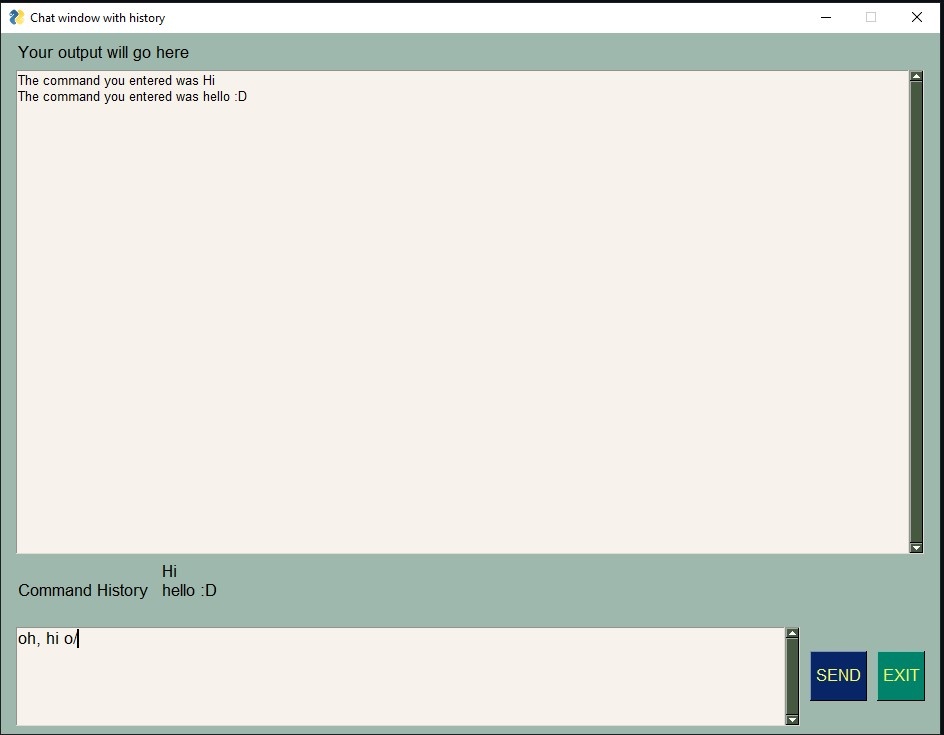 Chat window with history
Your output will go here
The command you entered was Hi
The command you entered was hello :D
Hi
Command History hello :D
oh, hi o/
SEND EXIT